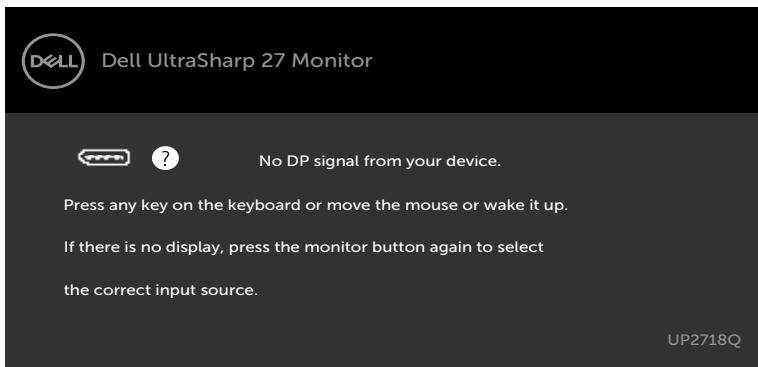 DELL
Dell UltraSharp 27 Monitor
?
No DP signal from your device.
Press any key on the keyboard or move the mouse or wake it up.
If there is no display, press the monitor button again to select
the correct input source.
UP2718Q